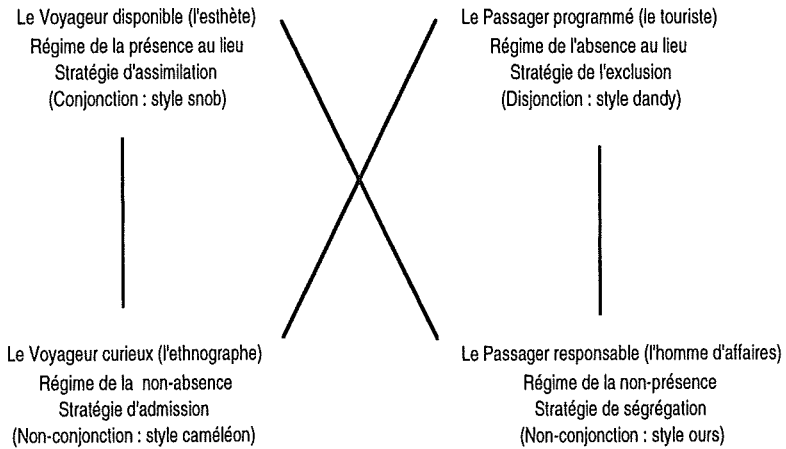 Le Voyageur disponible (l'esthète)
Régime de la présence au lieu
Stratégie d'assimilation
(Conjonction : style snob)
Le Passager programmé (le touriste)
Régime de l'absence au lieu
Stratégie de l'exclusion
(Disjonction : style dandy)
Le Voyageur curieux (l'ethnographe)
Régime de la non-absence
Stratégie d'admission
(Non-conjonction : style caméléon)
Le Passager responsable (l'homme d'affaires)
Régime de la non-présence
Stratégie de ségrégation
(Non-conjonction : style ours)